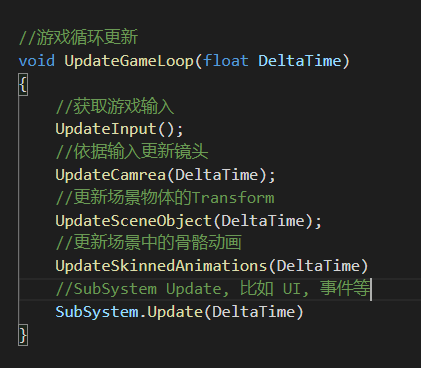 //游戏循环更新
void UpdateGameLoop(float DeltaTime)
{
//获取游戏输入
UpdateInput();
//依据输入更新镜头
UpdateCamrea(DeltaTime);
//更新场景物体的Transform
UpdateSceneObject(DeltaTime);
//更新场景中的骨骼动画
UpdateSkinnedAnimations(DeltaTime)
//SubSystem Update, 比如 UI, 事件等
SubSystem.Update(DeltaTime)
}